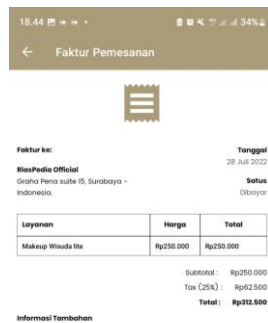 18.44
34%
Faktur Pemesanan
Faktur ke:
Tanggal
28 Juli 2022
RiasPedia Official
Graha Pena suite 15, Surabaya -
Indonesia.
Satus
Dibayar
Layanan Harga Total
Makeup Wisuda lite Rp250.000 Rp250.000
Subtotal : Rp250.000
Tax (25%) : Rp62.500
Total : Rp312.500
Informasi Tambahan